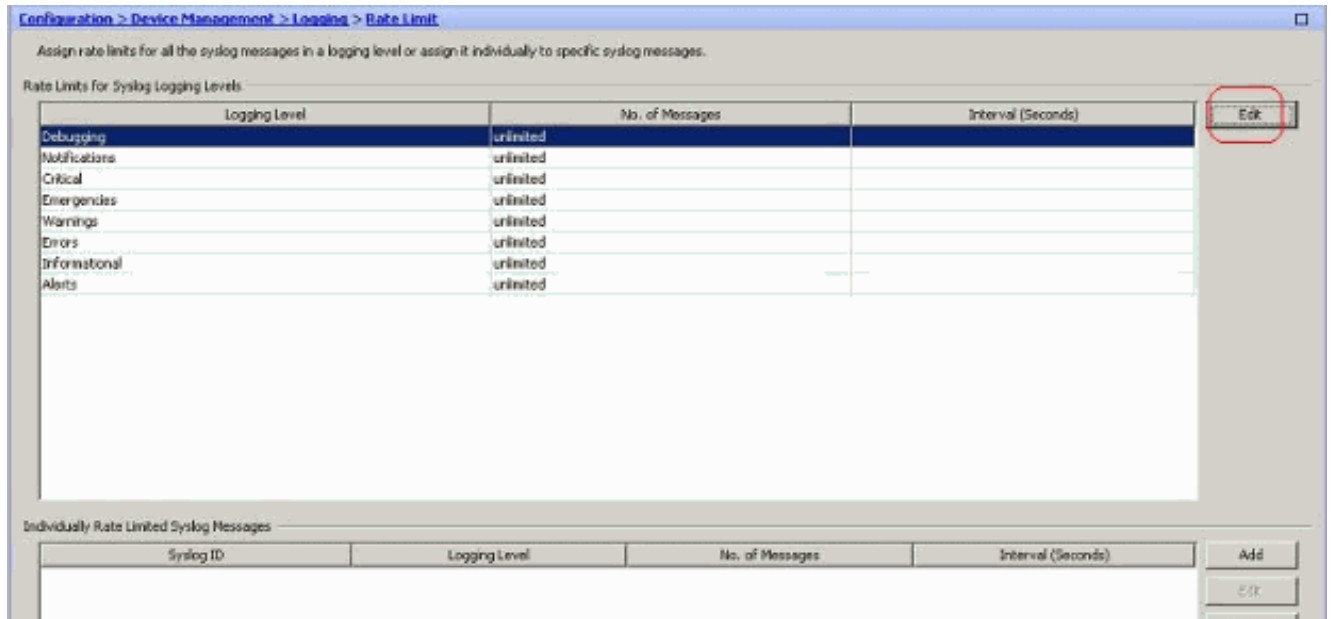 Configuration > Device Management > Logging > Rate Limit
Assign rate limits for all the syslog messages in a logging level or assign it individually to specific syslog messages.
Rate Limits for Syslog Logging Levels
Logging Level No. of Messages Interval (Seconds) Edit
Debugging unlimited
Notifications unlimited
Critical unlimited
Emergencies unlimited
Warnings unlimited
Errors unlimited
Informational unlimited
Alerts unlimited
Individually Rate Limited Syslog Messages
Syslog ID Logging Level No. of Messages Interval (Seconds) Add
Edit